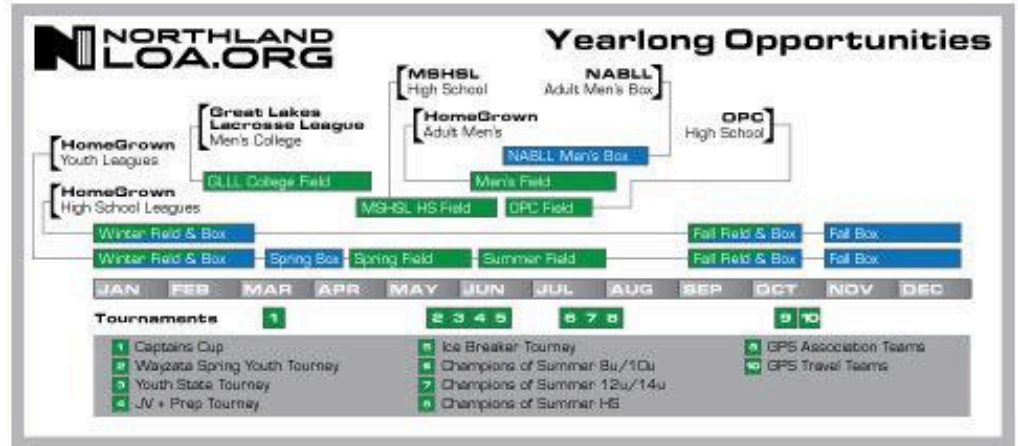 NORTHLAND
LOA.ORG
Yearlong Opportunities
MSHSL
High School
NABLL
Adult Men's Box
Great Lakes
Lacrosse League
Men's College
HomeGrown
Adult Men's
OPC
High School
HomeGrown
Youth Leagues
NABLL Men's Box
GLLL College Field
Men's Field
HomeGrown
High School Leagues
MSHSL HS Field
OPC Field
Winter Field & Box
Fall Field & Box
Fall Box
Winter Field & Box
Spring Box
Spring Field
Summer Field
Fall Field & Box
Fall Box
JAN FEB MAR APR MAY JUN JUL AUG SEP OCT NOV DEC
Tournaments 1 2 3 4 5 6 7 8 9 10
1 Captains Cup
2 Wayzata Spring Youth Tourney
3 Youth State Tourney
4 JV + Prep Tourney
5 Ice Breaker Tourney
6 Champions of Summer 8u/10u
7 Champions of Summer 12u/14u
8 Champions of Summer HS
GPS Association Teams
10 GPS Travel Teams